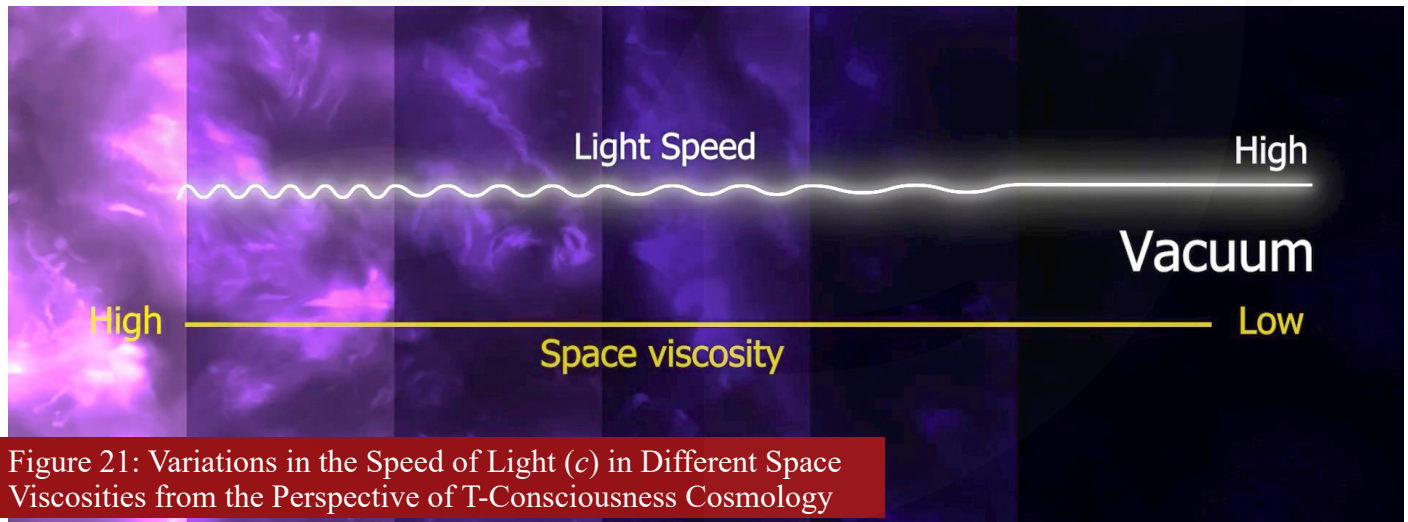 Light Speed
High
Vacuum
High
Low
Space viscosity
Figure 21: Variations in the Speed of Light (c) in Different Space
Viscosities from the Perspective of T-Consciousness Cosmology